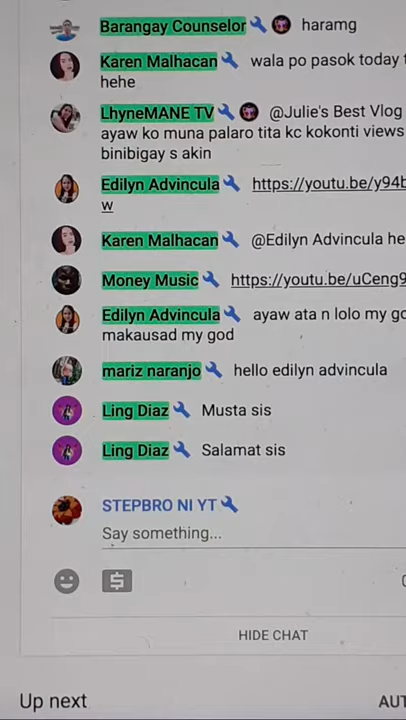 Barangay Counselor haramg
Karen Malhacan wala po pasok today
hehe
LhyneMANE TV @Julie's Best Vlog
ayaw ko muna palaro tita kc kokonti views
binibigay s akin
Edilyn Advincula https://youtu.be/y94b
w
Karen Malhacan @Edilyn Advincula he
Money Music https://youtu.be/uCeng9
Edilyn Advincula ayaw ata n lolo my go
makausad my god
mariz naranjo hello edilyn advincula
Ling Diaz Musta sis
Ling Diaz Salamat sis
STEPBRO NI YT
Say something...
HIDE CHAT
Up next AUT